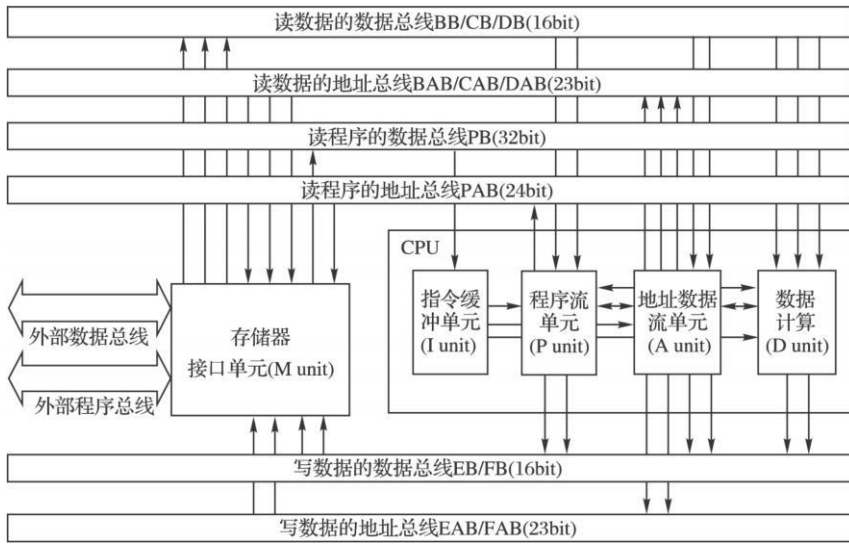 读数据的数据总线BB/CB/DB(16bit)
读数据的地址总线BAB/CAB/DAB(23bit)
读程序的数据总线PB(32bit)
读程序的地址总线PAB(24bit)
CPU
外部数据总线
外部程序总线
存储器
接口单元(M unit)
指令缓
冲单元
(I unit)
程序流
单元
(P unit)
地址数据
流单元
(A unit)
数据
计算
(D unit)
写数据的数据总线EB/FB(16bit)
写数据的地址总线EAB/FAB(23bit)